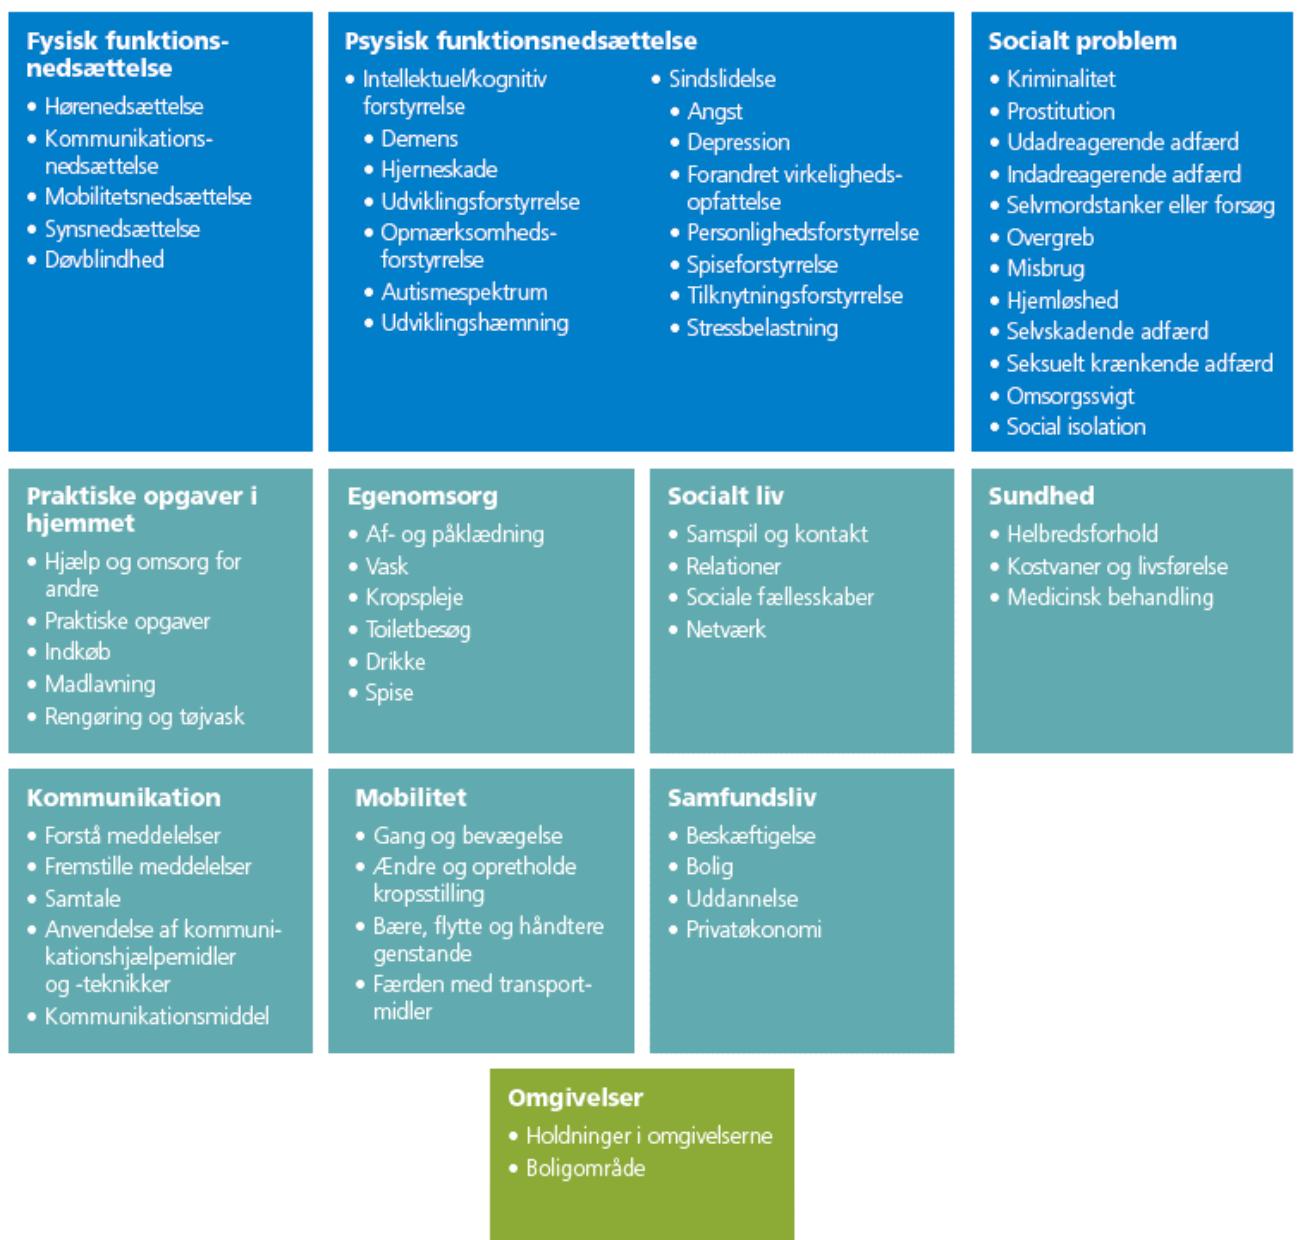 Fysisk funktions-
nedsættelse
• Hørenedsættelse
• Kommunikations-
nedsættelse
• Mobilitetsnedsættelse
• Synsnedsættelse
• Døvblindhed
Psysisk funktionsnedsættelse
• Intellektuel/kognitiv
forstyrrelse
• Demens
• Hjerneskade
• Udviklingsforstyrrelse
• Opmærksomheds-
forstyrrelse
• Autismespektrum
• Udviklingshæmning
• Sindslidelse
• Angst
• Depression
• Forandret virkeligheds-
opfattelse
• Personlighedsforstyrrelse
• Spiseforstyrrelse
• Tilknytningsforstyrrelse
• Stressbelastning
Socialt problem
• Kriminalitet
• Prostitution
• Udadreagerende adfærd
• Indadreagerende adfærd
• Selvmordstanker eller forsøg
• Overgreb
• Misbrug
• Hjemløshed
• Selvskadende adfærd
• Seksuelt krænkende adfærd
• Omsorgssvigt
• Social isolation
Praktiske opgaver i
hjemmet
• Hjælp og omsorg for
andre
• Praktiske opgaver
• Indkøb
• Madlavning
• Rengøring og tøjvask
Egenomsorg
• Af- og påklædning
• Vask
• Kropspleje
• Toiletbesøg
• Drikke
• Spise
Socialt liv
• Samspil og kontakt
• Relationer
• Sociale fællesskaber
• Netværk
Sundhed
• Helbredsforhold
• Kostvaner og livsførelse
• Medicinsk behandling
Kommunikation
• Forstå meddelelser
• Fremstille meddelelser
• Samtale
• Anvendelse af kommuni-
kationshjælpemidler
og -teknikker
• Kommunikationsmiddel
Mobilitet
• Gang og bevægelse
• Ændre og opretholde
kropsstilling
• Bære, flytte og håndtere
genstande
• Færden med transport-
midler
Samfundsliv
• Beskæftigelse
• Bolig
• Uddannelse
• Privatøkonomi
Omgivelser
• Holdninger i omgivelserne
• Boligområde